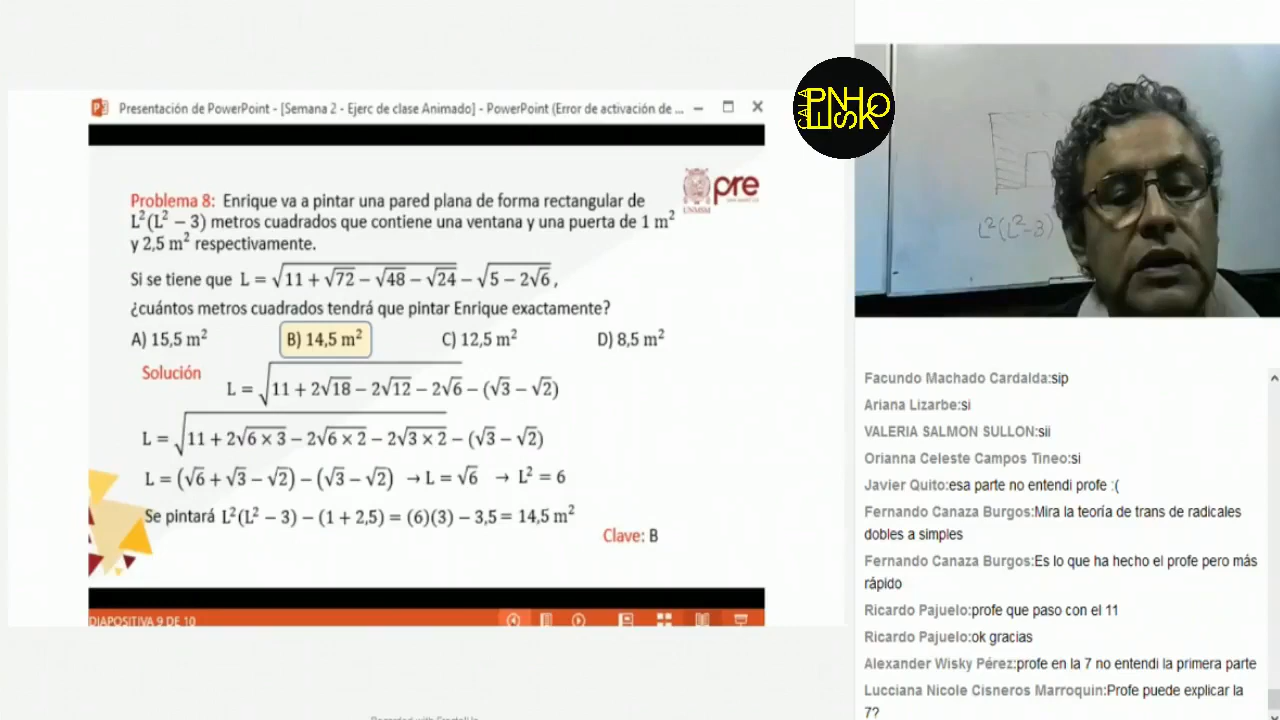 Presentación de PowerPoint - [Semana 2 - Ejerc de clase Animado] - PowerPoint (Error de activación de ...
CALA
PNHO
ESK
UNMSM
pre
Problema 8: Enrique va a pintar una pared plana de forma rectangular de
L²(L² − 3) metros cuadrados que contiene una ventana y una puerta de 1 m²
y 2,5 m² respectivamente.
Si se tiene que L = √(11 + √72 − √48 − √24) − √(5 − 2√6) ,
¿cuántos metros cuadrados tendrá que pintar Enrique exactamente?
A) 15,5 m² B) 14,5 m² C) 12,5 m² D) 8,5 m²
Solución
L = √(11 + 2√18 − 2√12 − 2√6) − (√3 − √2)
L = √(11 + 2√(6 × 3) − 2√(6 × 2) − 2√(3 × 2)) − (√3 − √2)
L = (√6 + √3 − √2) − (√3 − √2) → L = √6 → L² = 6
Se pintará L²(L² − 3) − (1 + 2,5) = (6)(3) − 3,5 = 14,5 m²
Clave: B
DIAPOSITIVA 9 DE 10
L²(L²-3)
Facundo Machado Cardalda:sip
Ariana Lizarbe:si
VALERIA SALMON SULLON:sii
Orianna Celeste Campos Tineo:si
Javier Quito:esa parte no entendi profe :(
Fernando Canaza Burgos:Mira la teoría de trans de radicales
dobles a simples
Fernando Canaza Burgos:Es lo que ha hecho el profe pero más
rápido
Ricardo Pajuelo:profe que paso con el 11
Ricardo Pajuelo:ok gracias
Alexander Wisky Pérez:profe en la 7 no entendi la primera parte
Lucciana Nicole Cisneros Marroquin:Profe puede explicar la
7?